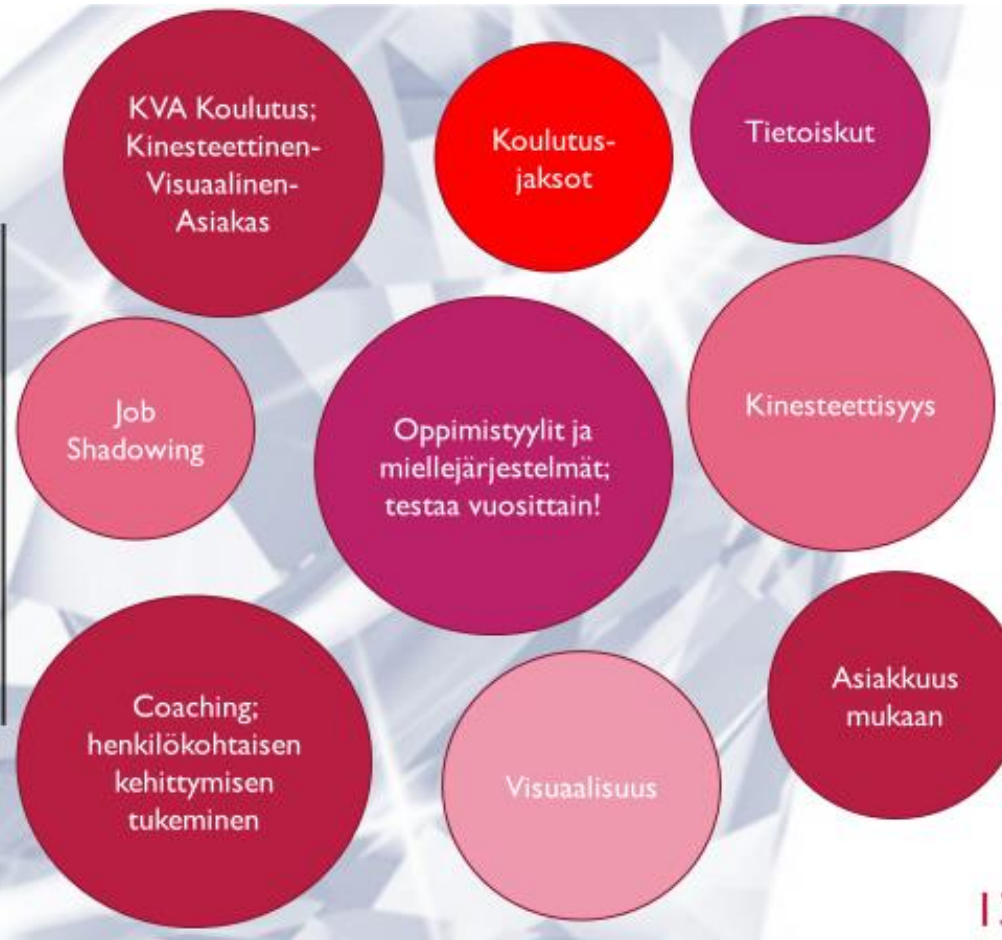 KVA Koulutus;
Kinesteettinen-
Visuaalinen-
Asiakas
Koulutus-
jaksot
Tietoiskut
Job
Shadowing
Oppimistyylit ja
miellejärjestelmät;
testaa vuosittain!
Kinesteettisyys
Coaching;
henkilökohtaisen
kehittymisen
tukeminen
Visuaalisuus
Asiakkuus
mukaan